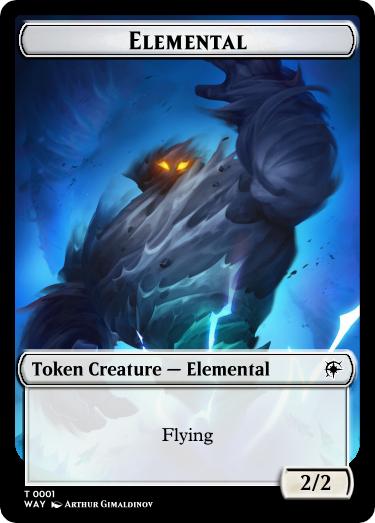 Elemental
Token Creature — Elemental
Flying
2/2
T 0001
WAY Arthur Gimaldinov